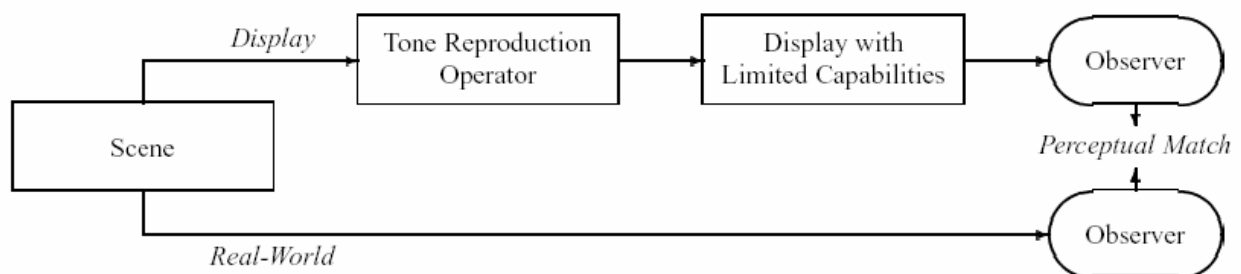 Display
Tone Reproduction
Operator
Display with
Limited Capabilities
Observer
Scene
Perceptual Match
Real-World
Observer